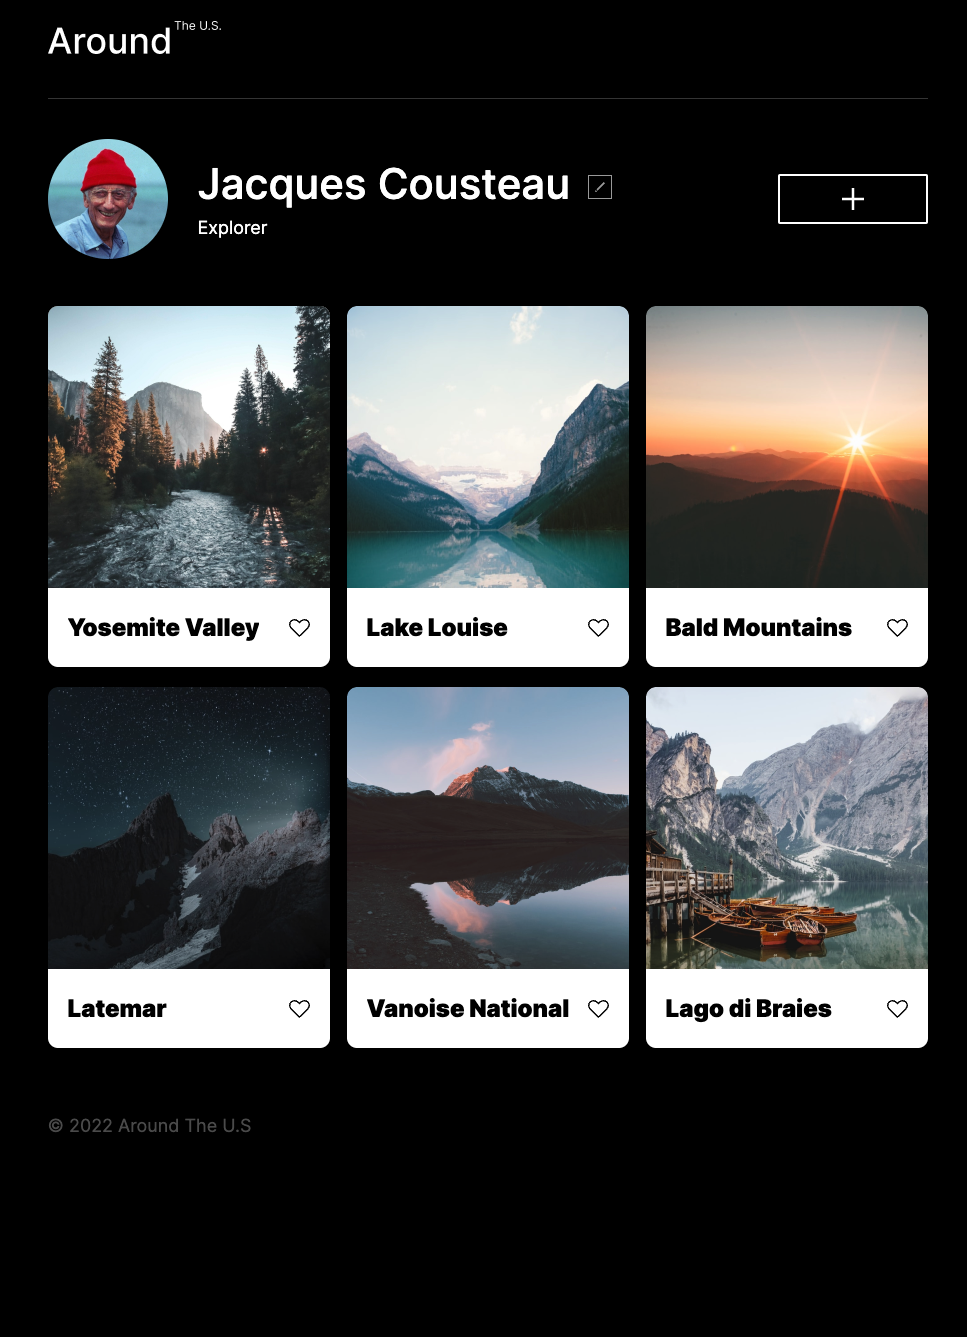 Around The U.S.
Jacques Cousteau
Explorer
Yosemite Valley
Lake Louise
Bald Mountains
Latemar
Vanoise National
Lago di Braies
© 2022 Around The U.S